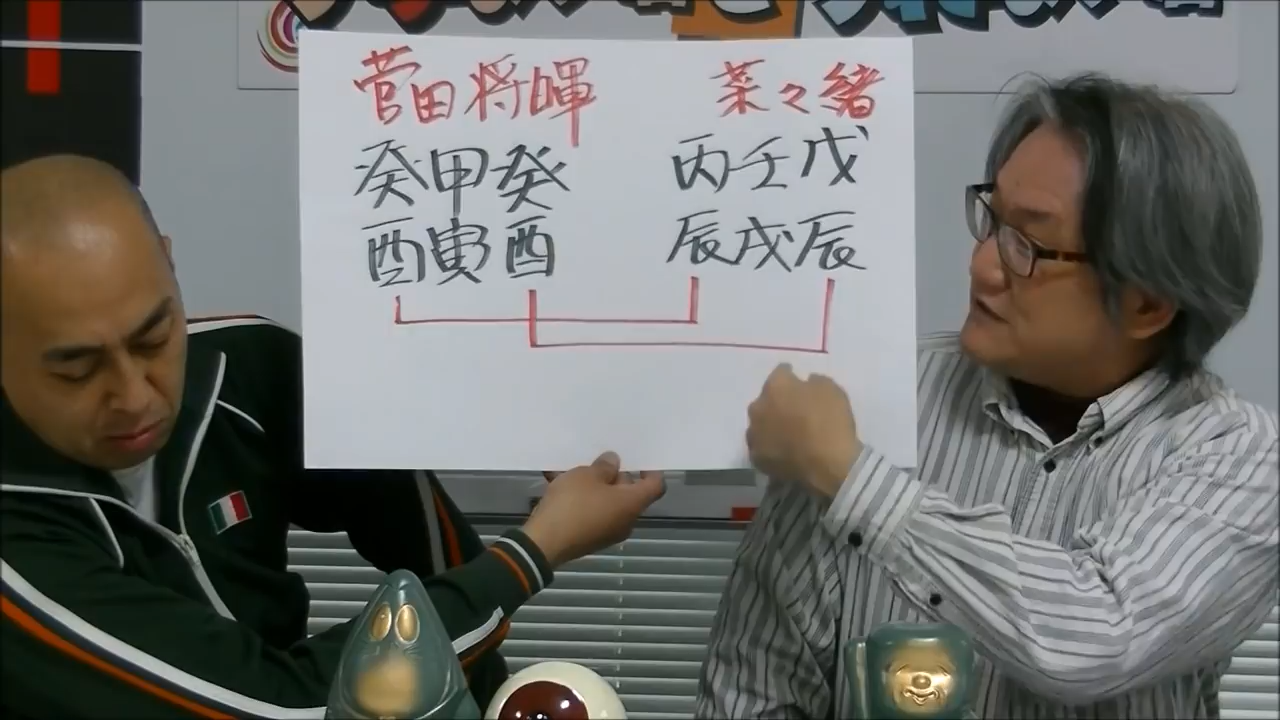 菅田将暉 菜々緒
癸甲癸 丙壬戊
酉寅酉 辰戌辰